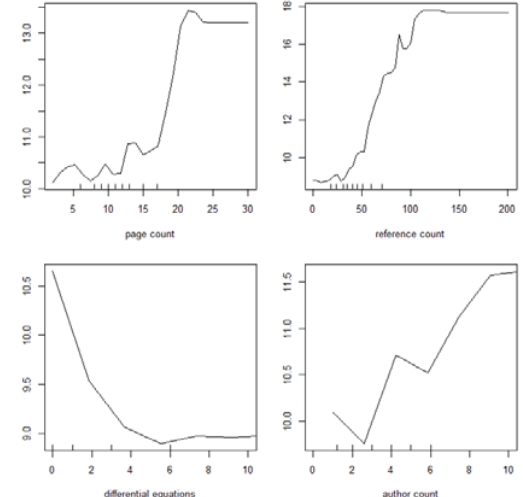 10.0 11.0 12.0 13.0
5 10 15 20 25 30
page count
10 12 14 16 18
0 50 100 150 200
reference count
9.0 9.5 10.0 10.5
0 2 4 6 8 10
differential equations
10.0 10.5 11.0 11.5
0 2 4 6 8 10
author count